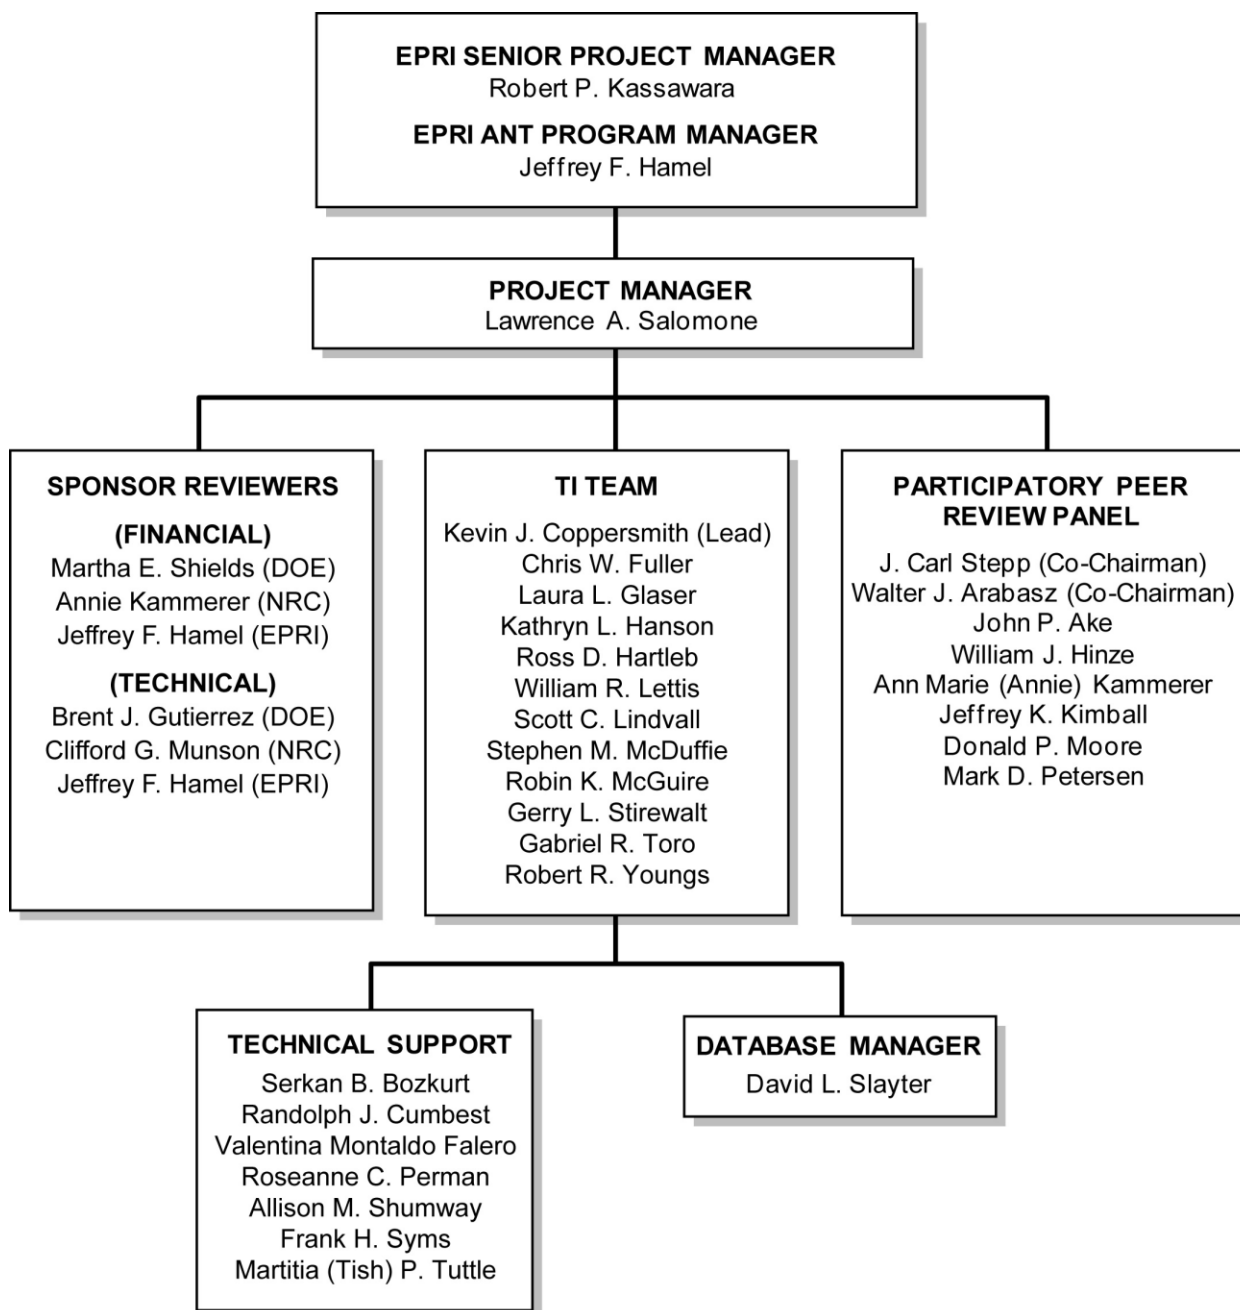 EPRI SENIOR PROJECT MANAGER
Robert P. Kassawara
EPRI ANT PROGRAM MANAGER
Jeffrey F. Hamel
PROJECT MANAGER
Lawrence A. Salomone
SPONSOR REVIEWERS
(FINANCIAL)
Martha E. Shields (DOE)
Annie Kammerer (NRC)
Jeffrey F. Hamel (EPRI)
(TECHNICAL)
Brent J. Gutierrez (DOE)
Clifford G. Munson (NRC)
Jeffrey F. Hamel (EPRI)
TI TEAM
Kevin J. Coppersmith (Lead)
Chris W. Fuller
Laura L. Glaser
Kathryn L. Hanson
Ross D. Hartleb
William R. Lettis
Scott C. Lindvall
Stephen M. McDuffie
Robin K. McGuire
Gerry L. Stirewalt
Gabriel R. Toro
Robert R. Youngs
PARTICIPATORY PEER
REVIEW PANEL
J. Carl Stepp (Co-Chairman)
Walter J. Arabasz (Co-Chairman)
John P. Ake
William J. Hinze
Ann Marie (Annie) Kammerer
Jeffrey K. Kimball
Donald P. Moore
Mark D. Petersen
TECHNICAL SUPPORT
Serkan B. Bozkurt
Randolph J. Cumbest
Valentina Montaldo Falero
Roseanne C. Perman
Allison M. Shumway
Frank H. Syms
Martitia (Tish) P. Tuttle
DATABASE MANAGER
David L. Slayter